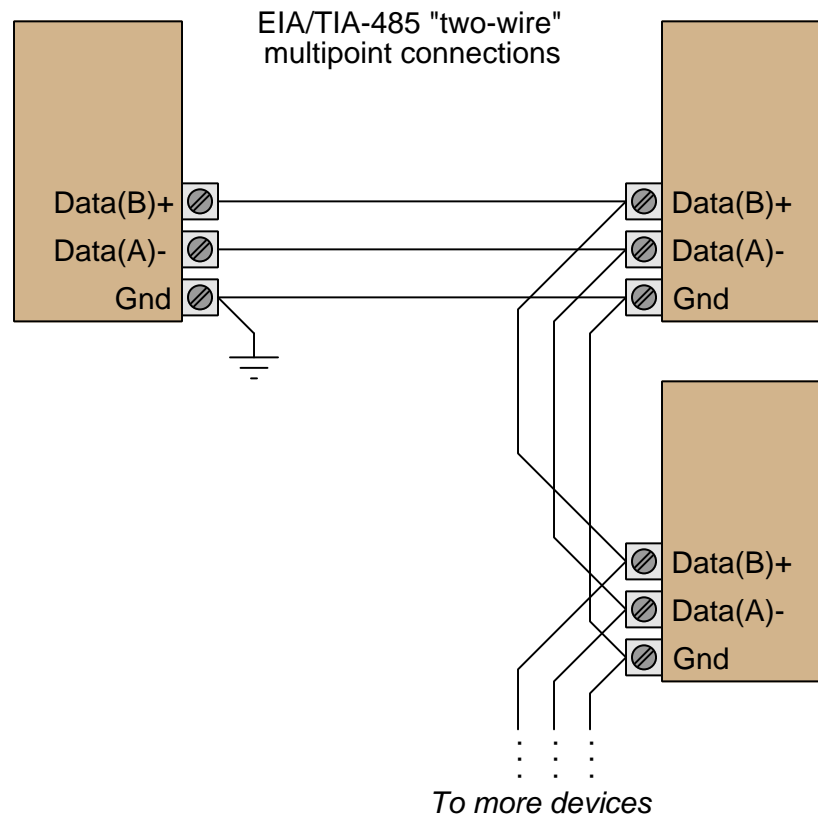 EIA/TIA-485 "two-wire"
multipoint connections
Data(B)+
Data(A)-
Gnd
Data(B)+
Data(A)-
Gnd
Data(B)+
Data(A)-
Gnd
To more devices